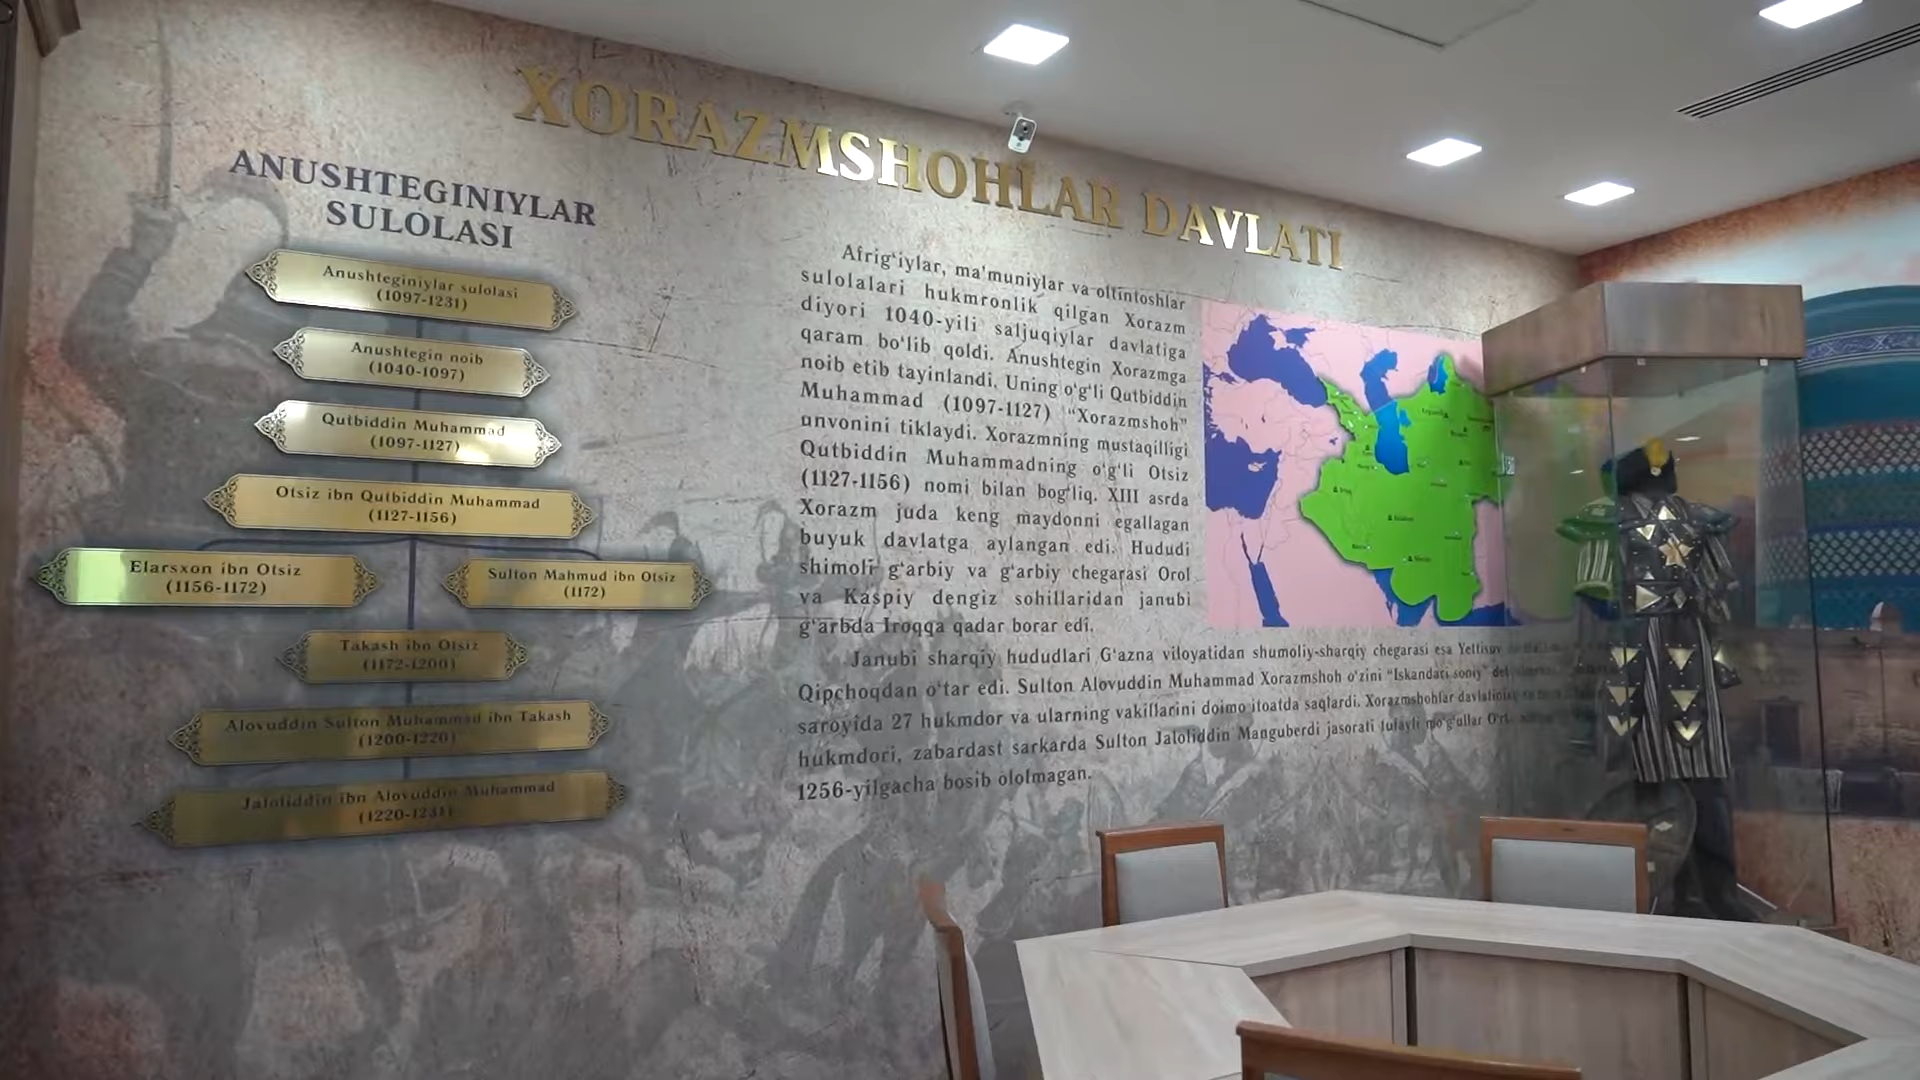 XORAZMSHOHLAR DAVLATI
ANUSHTEGINIYLAR
SULOLASI
Anushteginiylar sulolasi
(1097-1231)
Anushtegin noib
(1040-1097)
Qutbiddin Muhammad
(1097-1127)
Otsiz ibn Qutbiddin Muhammad
(1127-1156)
Elarsxon ibn Otsiz
(1156-1172)
Sulton Mahmud ibn Otsiz
(1172)
Takash ibn Otsiz
(1172-1200)
Alovuddin Sulton Muhammad ibn Takash
(1200-1220)
Jaloliddin ibn Alovuddin Muhammad
(1220-1231)
Afrig‘iylar, ma’muniylar va oltintoshlar
sulolalari hukmronlik qilgan Xorazm
diyori 1040-yili saljuqiylar davlatiga
qaram bo‘lib qoldi. Anushtegin Xorazmga
noib etib tayinlandi. Uning o‘g‘li Qutbiddin
Muhammad (1097-1127) “Xorazmshoh”
unvonini tiklaydi. Xorazmning mustaqilligi
Qutbiddin Muhammadning o‘g‘li Otsiz
(1127-1156) nomi bilan bog‘liq. XIII asrda
Xorazm juda keng maydonni egallagan
buyuk davlatga aylangan edi. Hududi
shimoli g‘arbiy va g‘arbiy chegarasi Orol
va Kaspiy dengiz sohillaridan janubi
g‘arbda Iroqqa qadar borar edi.
Janubi sharqiy hududlari G‘azna viloyatidan shumoliy-sharqiy chegarasi esa Yettisuv
Qipchoqdan o‘tar edi. Sulton Alovuddin Muhammad Xorazmshoh o‘zini “Iskandari soniy” deb
saroyida 27 hukmdor va ularning vakillarini doimo itoatda saqlardi. Xorazmshohlar davlatining
hukmdori, zabardast sarkarda Sulton Jaloliddin Manguberdi jasorati tufayli mo‘g‘ullar
1256-yilgacha bosib ololmagan.